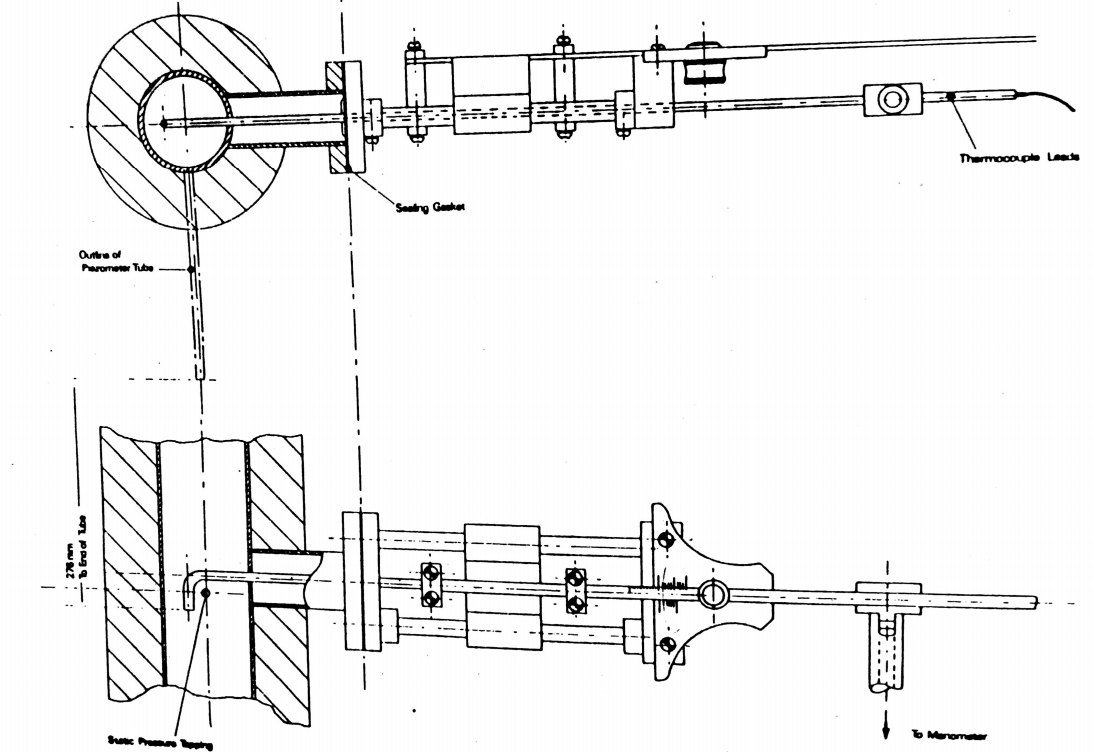 Thermocouple Leads
Sealing Gasket
Outline of
Piezometer Tube
276 mm
To End of Tube
Static Pressure Tapping
To Manometer